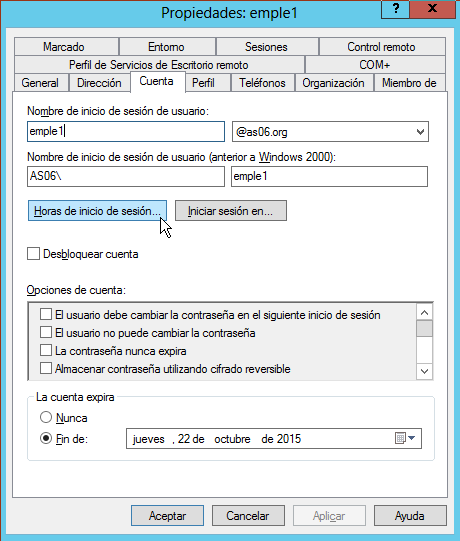 Propiedades: emple1
? X
Marcado Entorno Sesiones Control remoto
Perfil de Servicios de Escritorio remoto COM+
General Dirección Cuenta Perfil Teléfonos Organización Miembro de
Nombre de inicio de sesión de usuario:
emple1 @as06.org
Nombre de inicio de sesión de usuario (anterior a Windows 2000):
AS06\ emple1
Horas de inicio de sesión... Iniciar sesión en...
Desbloquear cuenta
Opciones de cuenta:
El usuario debe cambiar la contraseña en el siguiente inicio de sesión
El usuario no puede cambiar la contraseña
La contraseña nunca expira
Almacenar contraseña utilizando cifrado reversible
La cuenta expira
Nunca
Fin de: jueves , 22 de octubre de 2015
Aceptar Cancelar Aplicar Ayuda